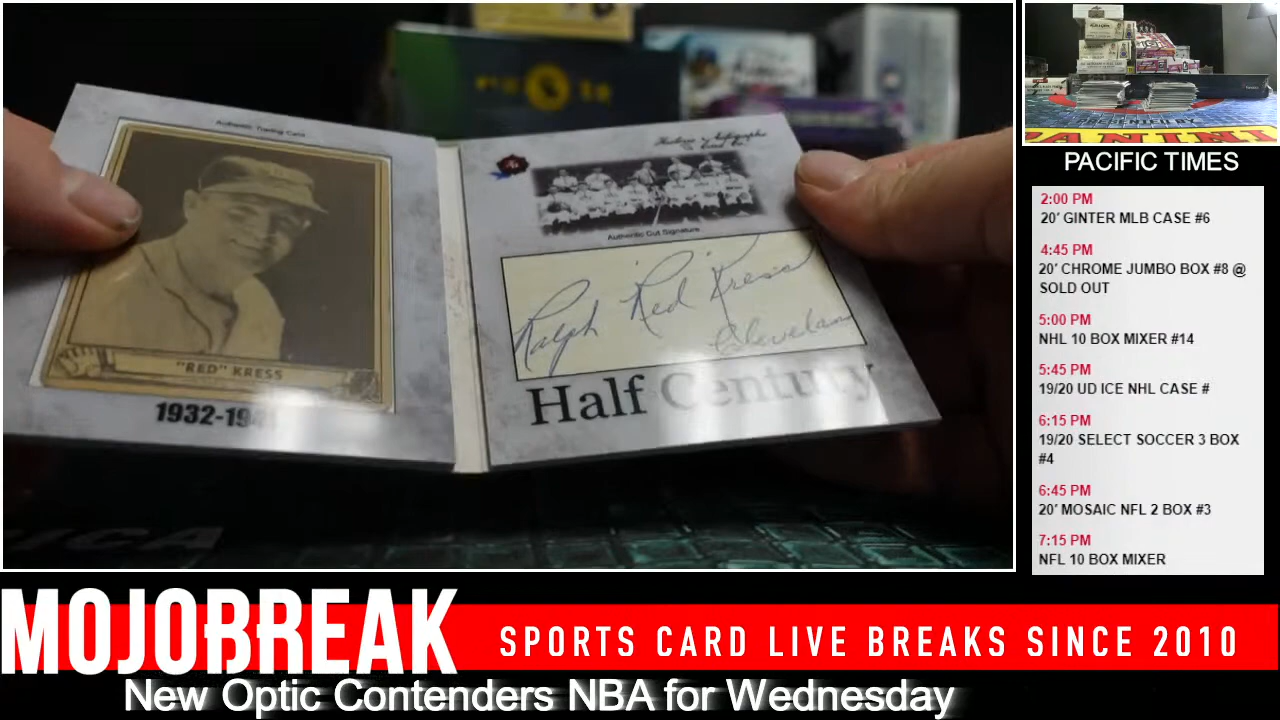 Authentic Trading Card
"RED" KRESS
Authentic Cut Signature
Ralph "Red" Kress
Cleveland
Half Century
PACIFIC TIMES
2:00 PM
20' GINTER MLB CASE #6
4:45 PM
20' CHROME JUMBO BOX #8 @
SOLD OUT
5:00 PM
NHL 10 BOX MIXER #14
5:45 PM
19/20 UD ICE NHL CASE #
6:15 PM
19/20 SELECT SOCCER 3 BOX
#4
6:45 PM
20' MOSAIC NFL 2 BOX #3
7:15 PM
NFL 10 BOX MIXER
PANINI
MOJOBREAK
SPORTS CARD LIVE BREAKS SINCE 2010
New Optic Contenders NBA for Wednesday